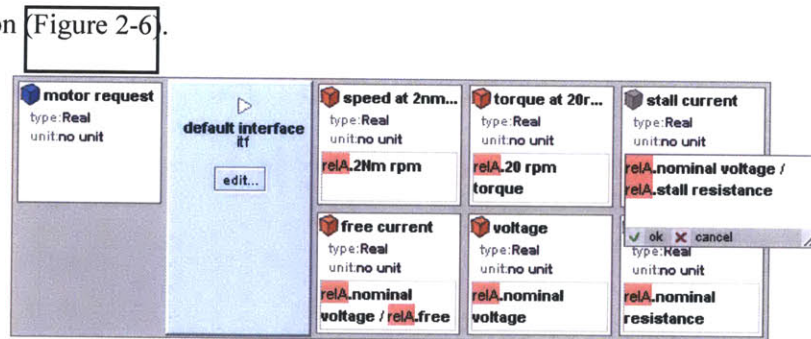 on (Figure 2-6).
motor request
type:Real
unit:no unit
default interface
itf
edit...
speed at 2nm...
type:Real
unit:no unit
relA.2Nm rpm
torque at 20r...
type:Real
unit:no unit
relA.20 rpm
torque
stall current
type:Real
unit:no unit
relA.nominal voltage /
relA.stall resistance
ok cancel
free current
type:Real
unit:no unit
relA.nominal
voltage / relA.free
voltage
type:Real
unit:no unit
relA.nominal
voltage
type:Real
unit:no unit
relA.nominal
resistance